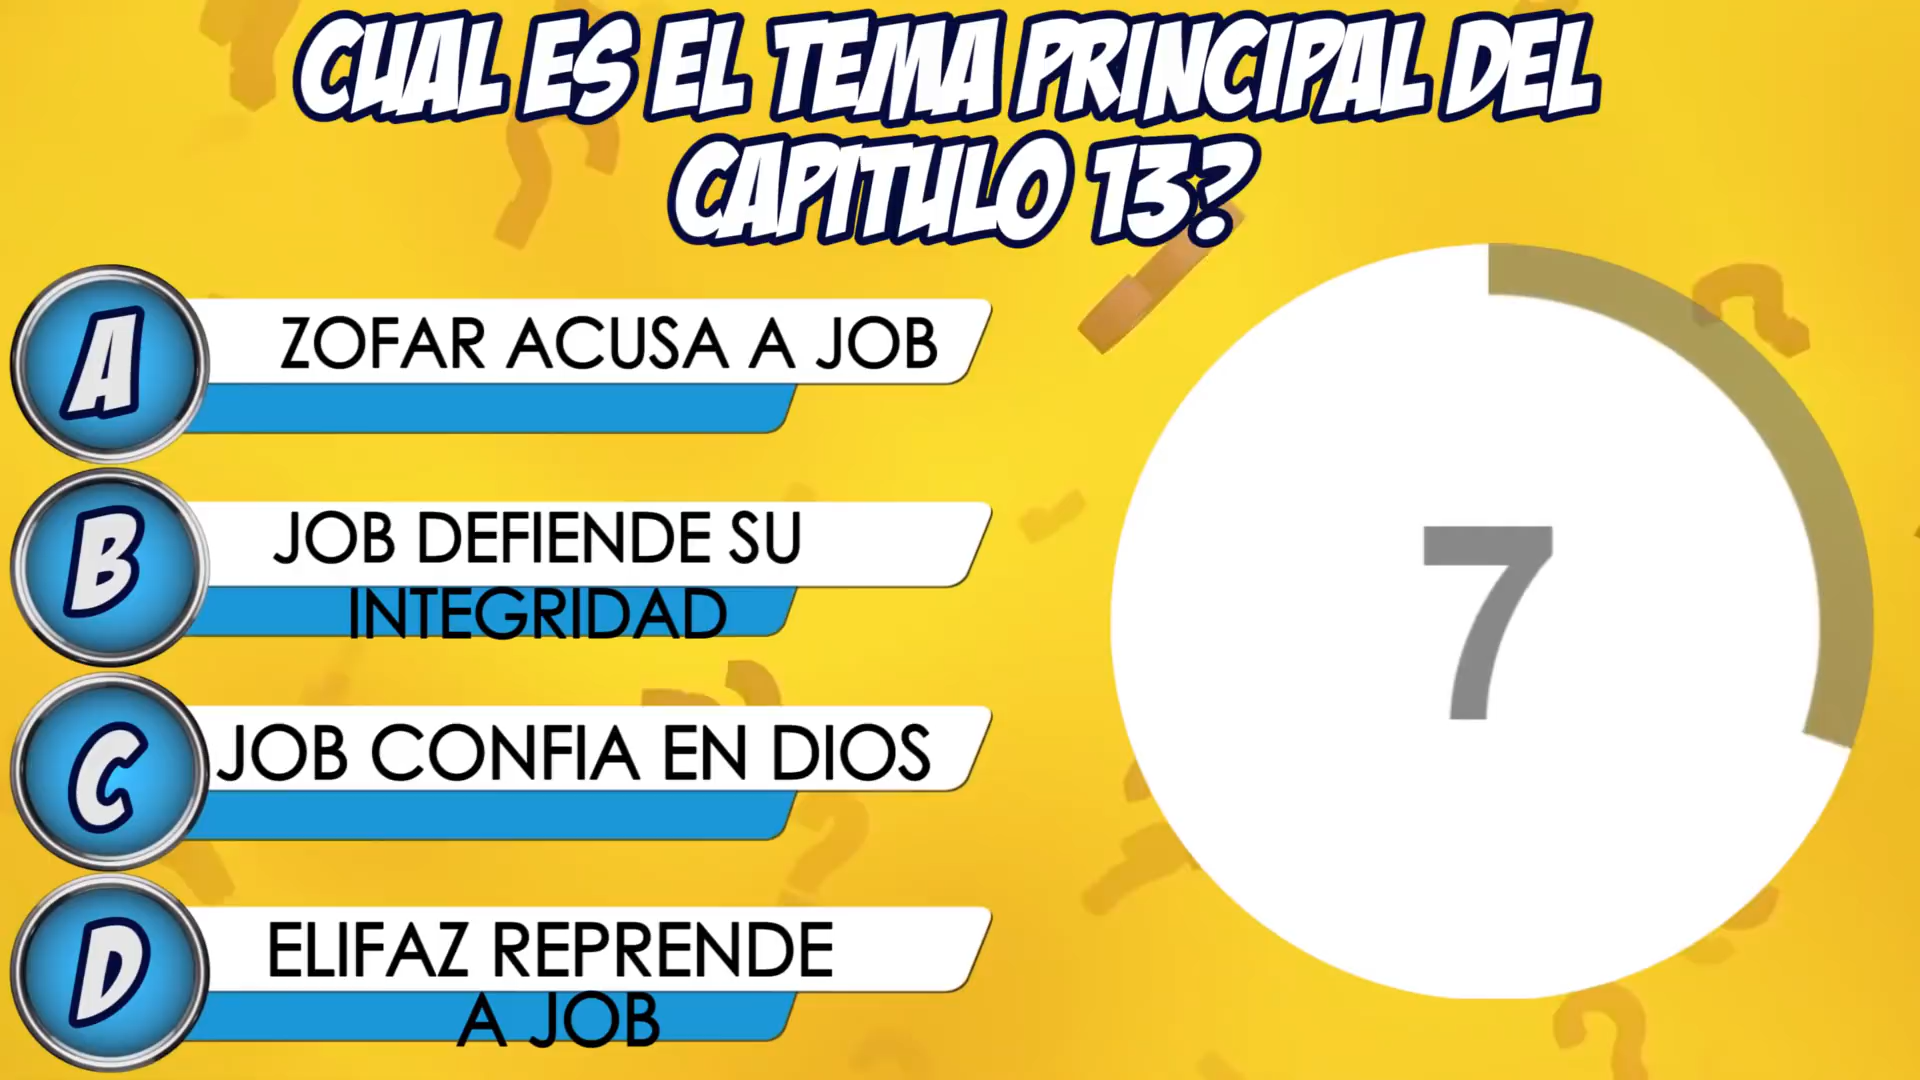 CUAL ES EL TEMA PRINCIPAL DEL
CAPITULO 13?
A
ZOFAR ACUSA A JOB
B
JOB DEFIENDE SU
INTEGRIDAD
C
JOB CONFIA EN DIOS
D
ELIFAZ REPRENDE
A JOB
7